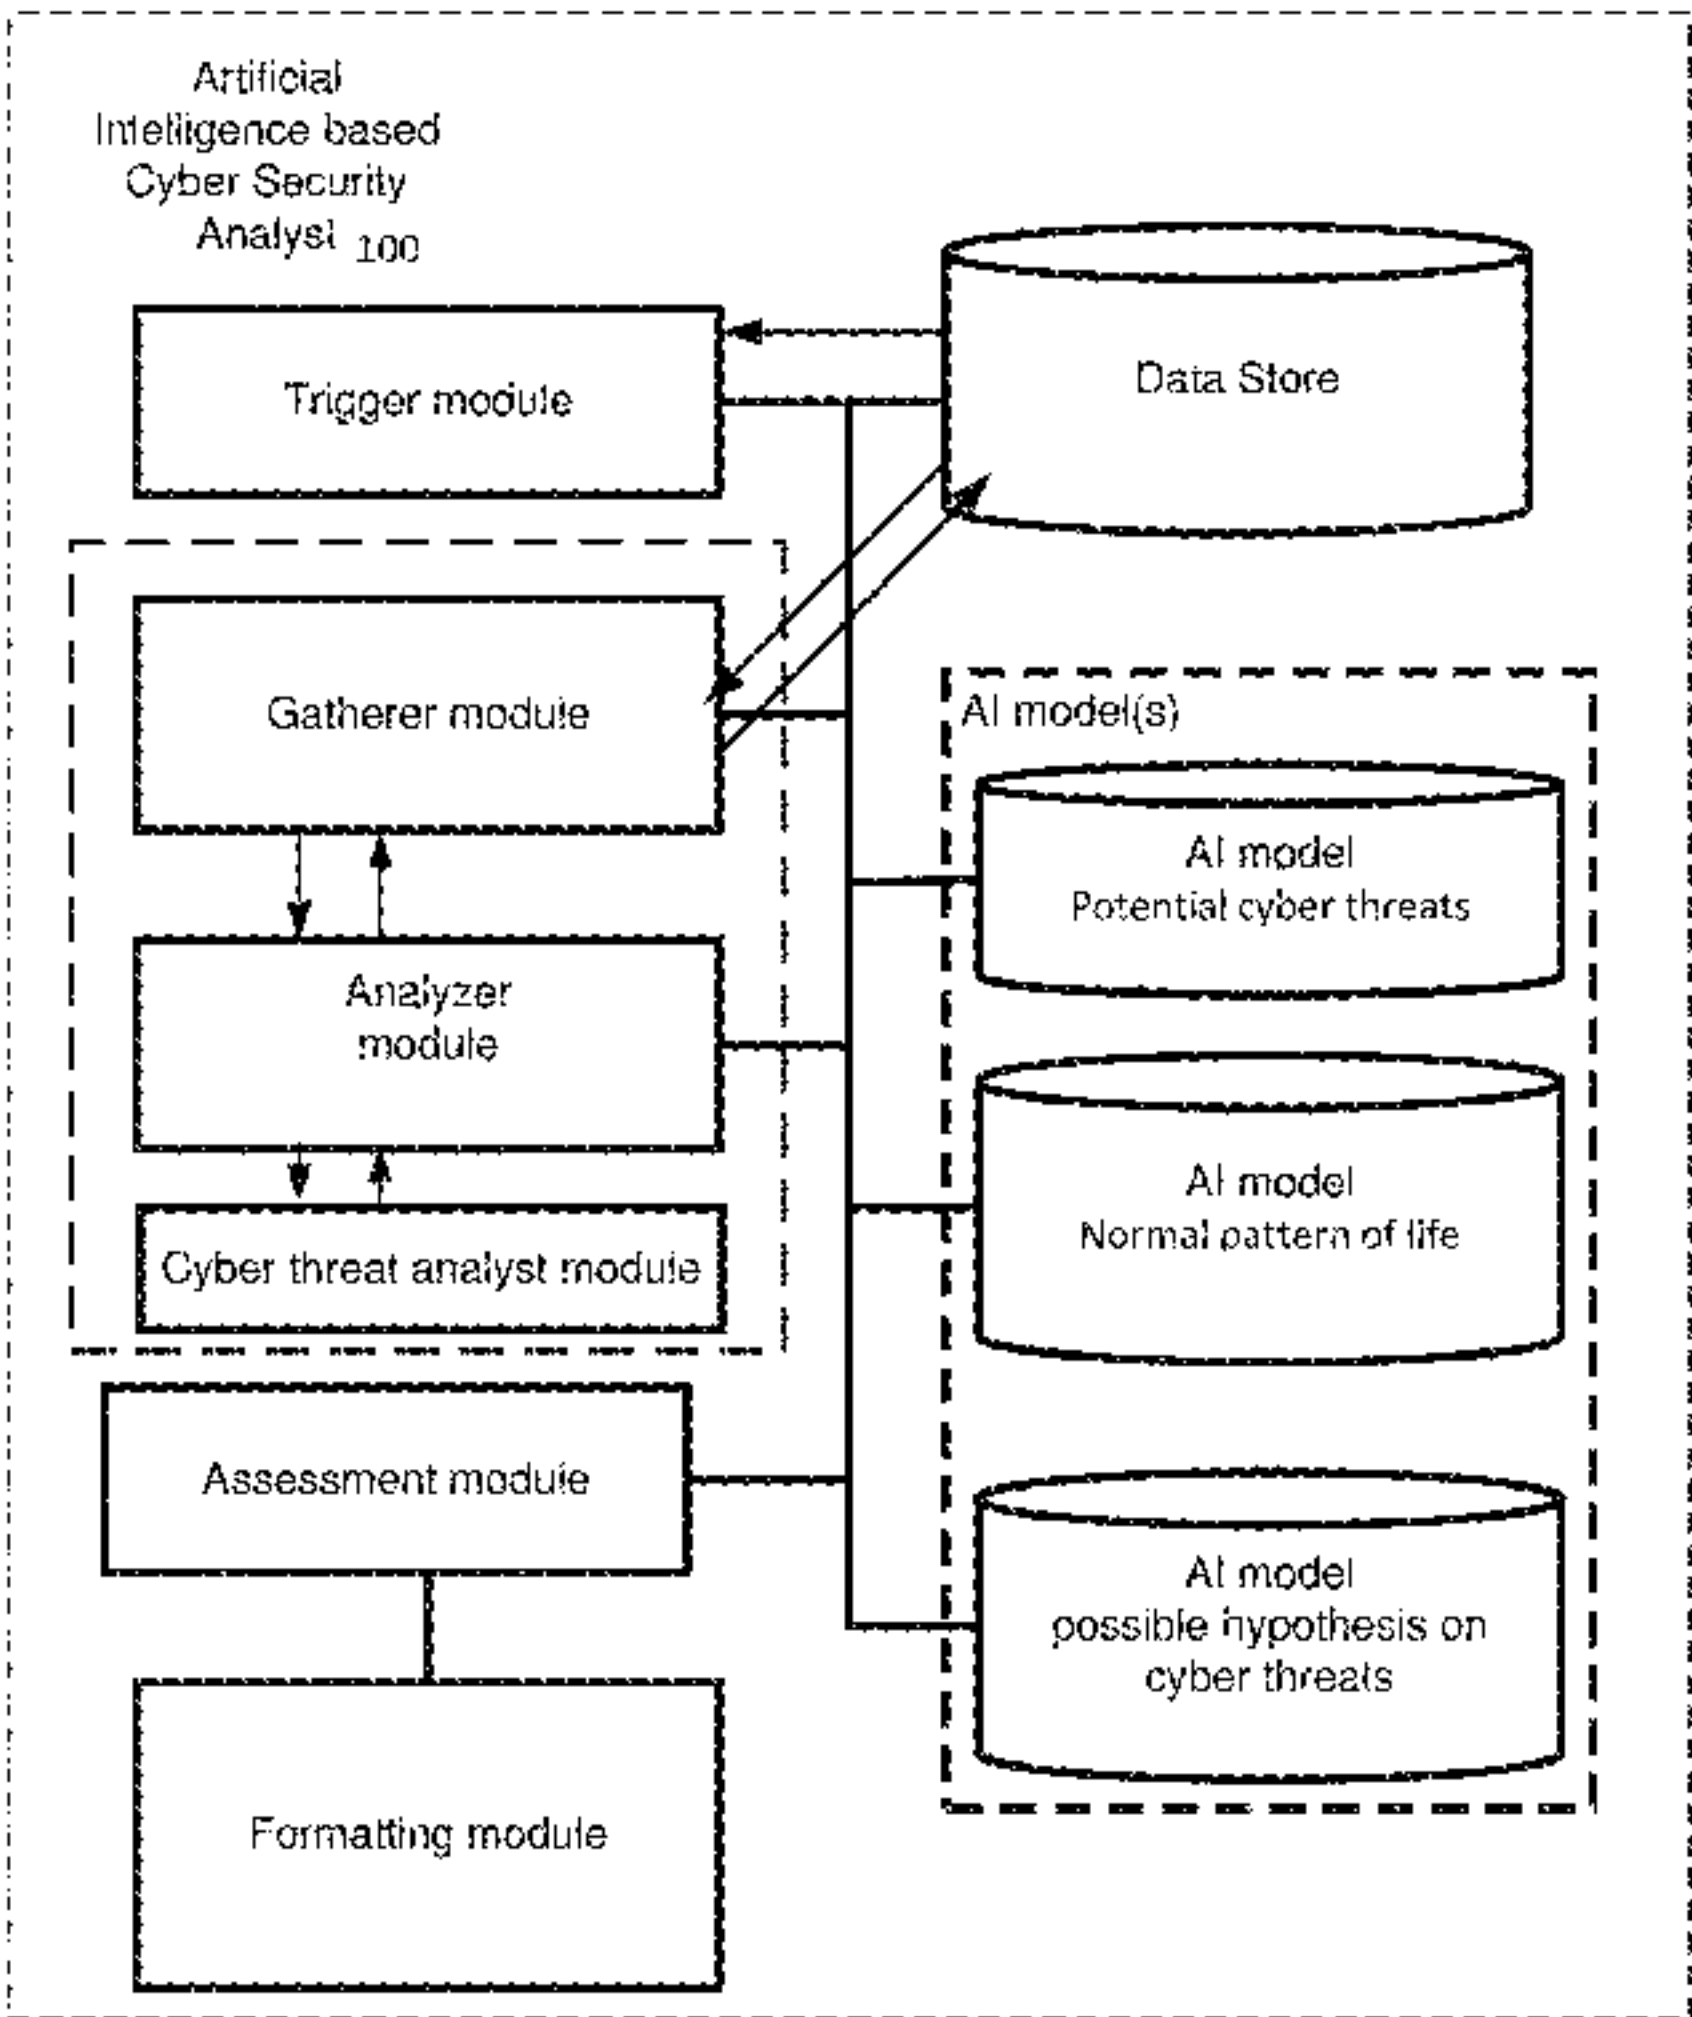 Artificial
Intelligence based
Cyber Security
Analyst 100
Trigger module
Data Store
Gatherer module
AI model(s)
AI model
Potential cyber threats
Analyzer
module
AI model
Normal pattern of life
Cyber threat analyst module
Assessment module
AI model
possible hypothesis on
cyber threats
Formatting module